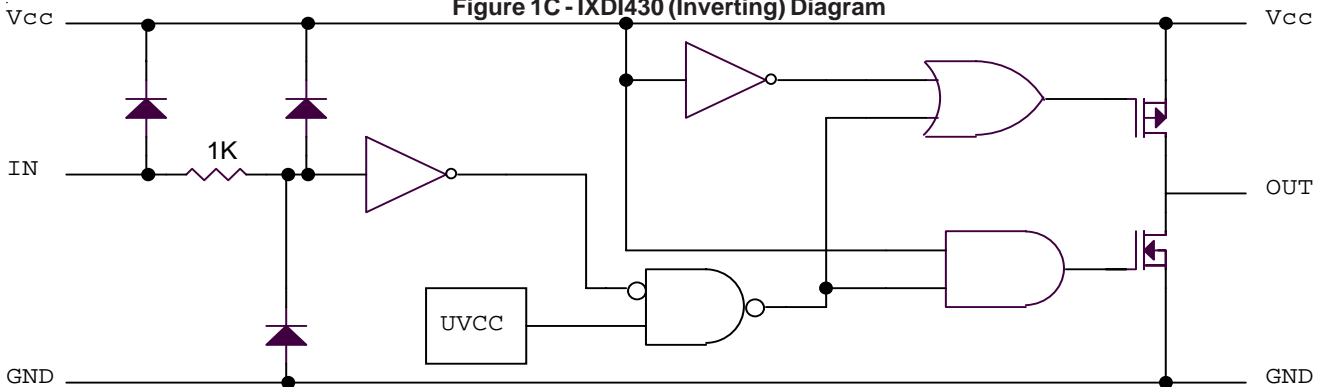 Figure 1C - IXDI430 (Inverting) Diagram
Vcc Vcc
1K
IN
OUT
UVCC
GND GND